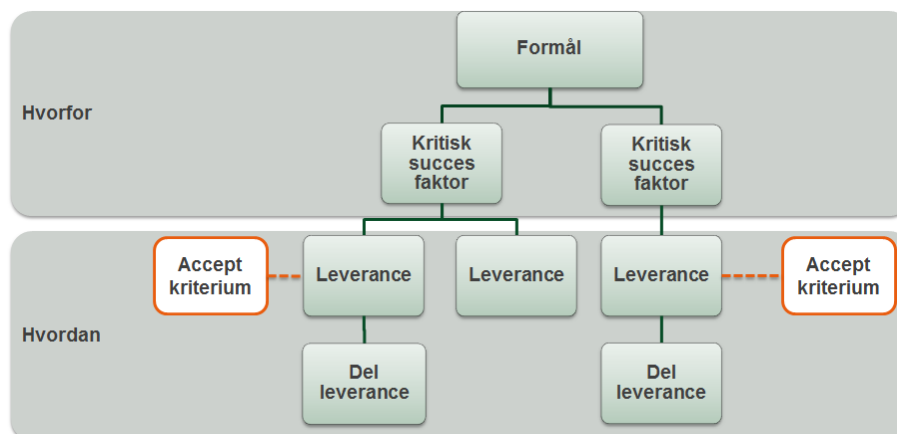 Formål
Hvorfor
Kritisk
succes
faktor
Kritisk
succes
faktor
Accept
kriterium
Leverance
Leverance
Leverance
Accept
kriterium
Hvordan
Del
leverance
Del
leverance